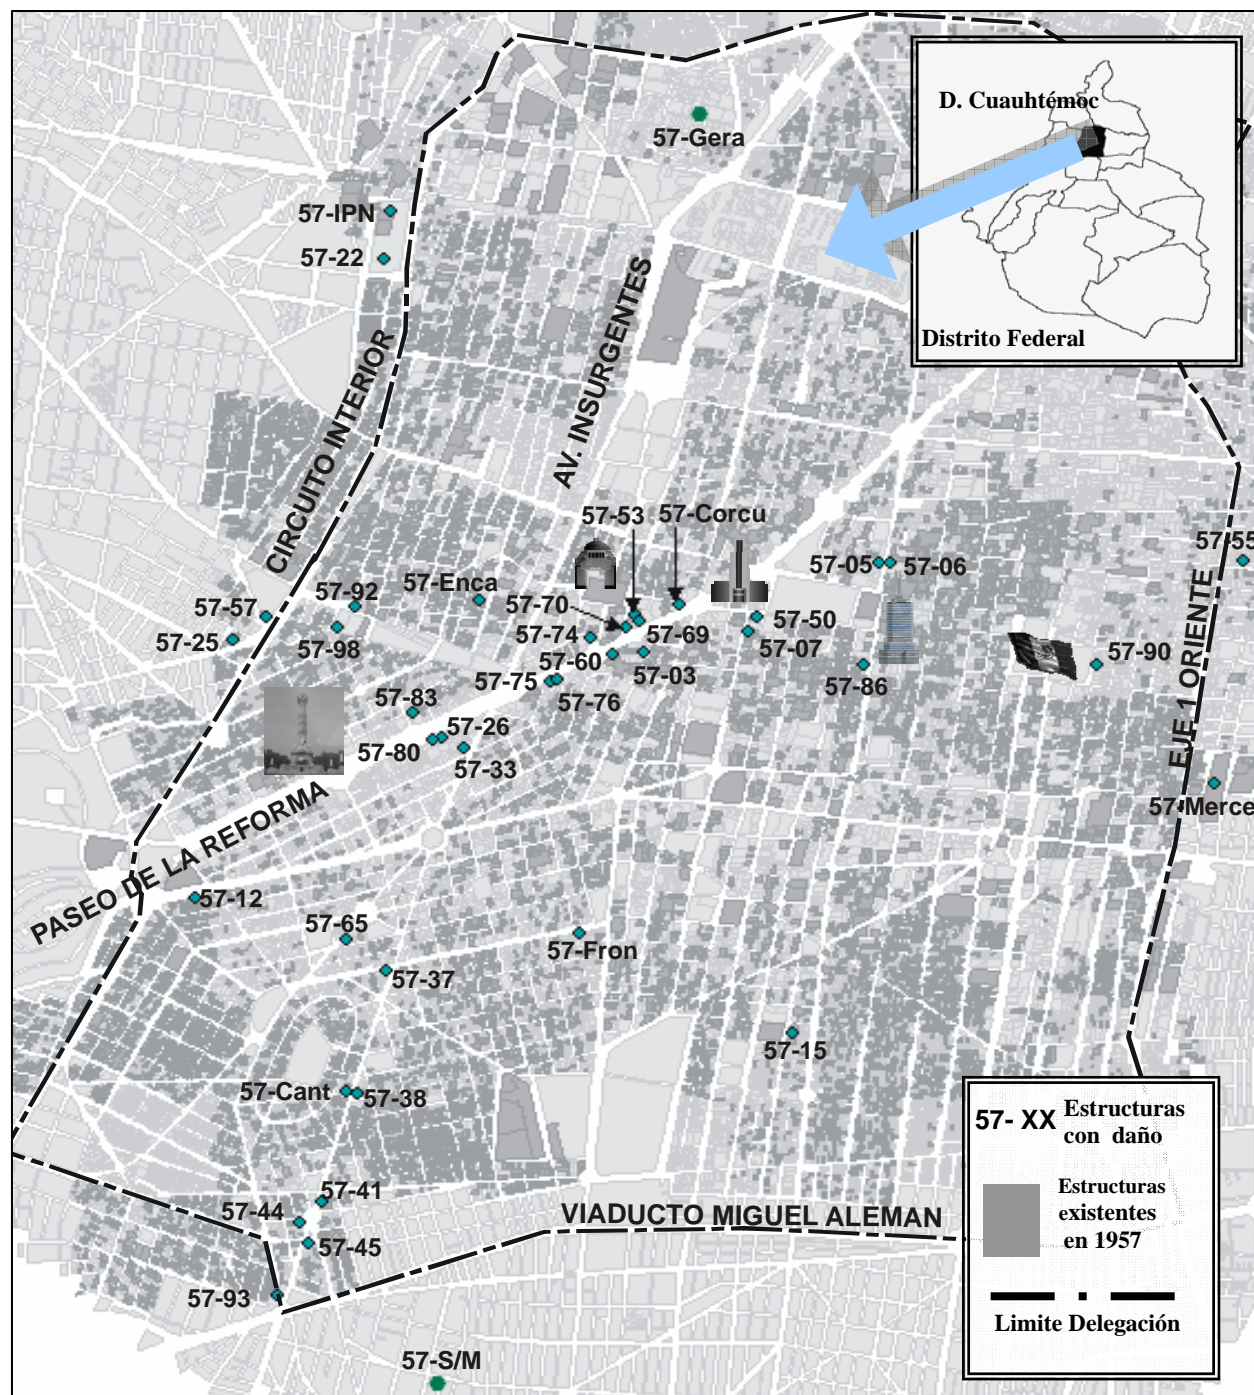 D. Cuauhtémoc
57-Gera
57-IPN
57-22
AV. INSURGENTES
Distrito Federal
CIRCUITO INTERIOR
57-53
57-Corcu
57-55
57-05
57-06
57-Enca
57-92
57-57
57-70
57-25
57-98
57-74
57-69
57-50
57-07
57-60
57-03
57-90
57-75
57-76
57-86
EJE 1 ORIENTE
57-83
57-26
57-80
57-33
57-Merce
PASEO DE LA REFORMA
57-12
57-65
57-Fron
57-37
57-15
57-Cant
57-38
57- XX
Estructuras
con daño
Estructuras
existentes
en 1957
Limite Delegación
57-41
57-44
57-45
VIADUCTO MIGUEL ALEMAN
57-93
57-S/M